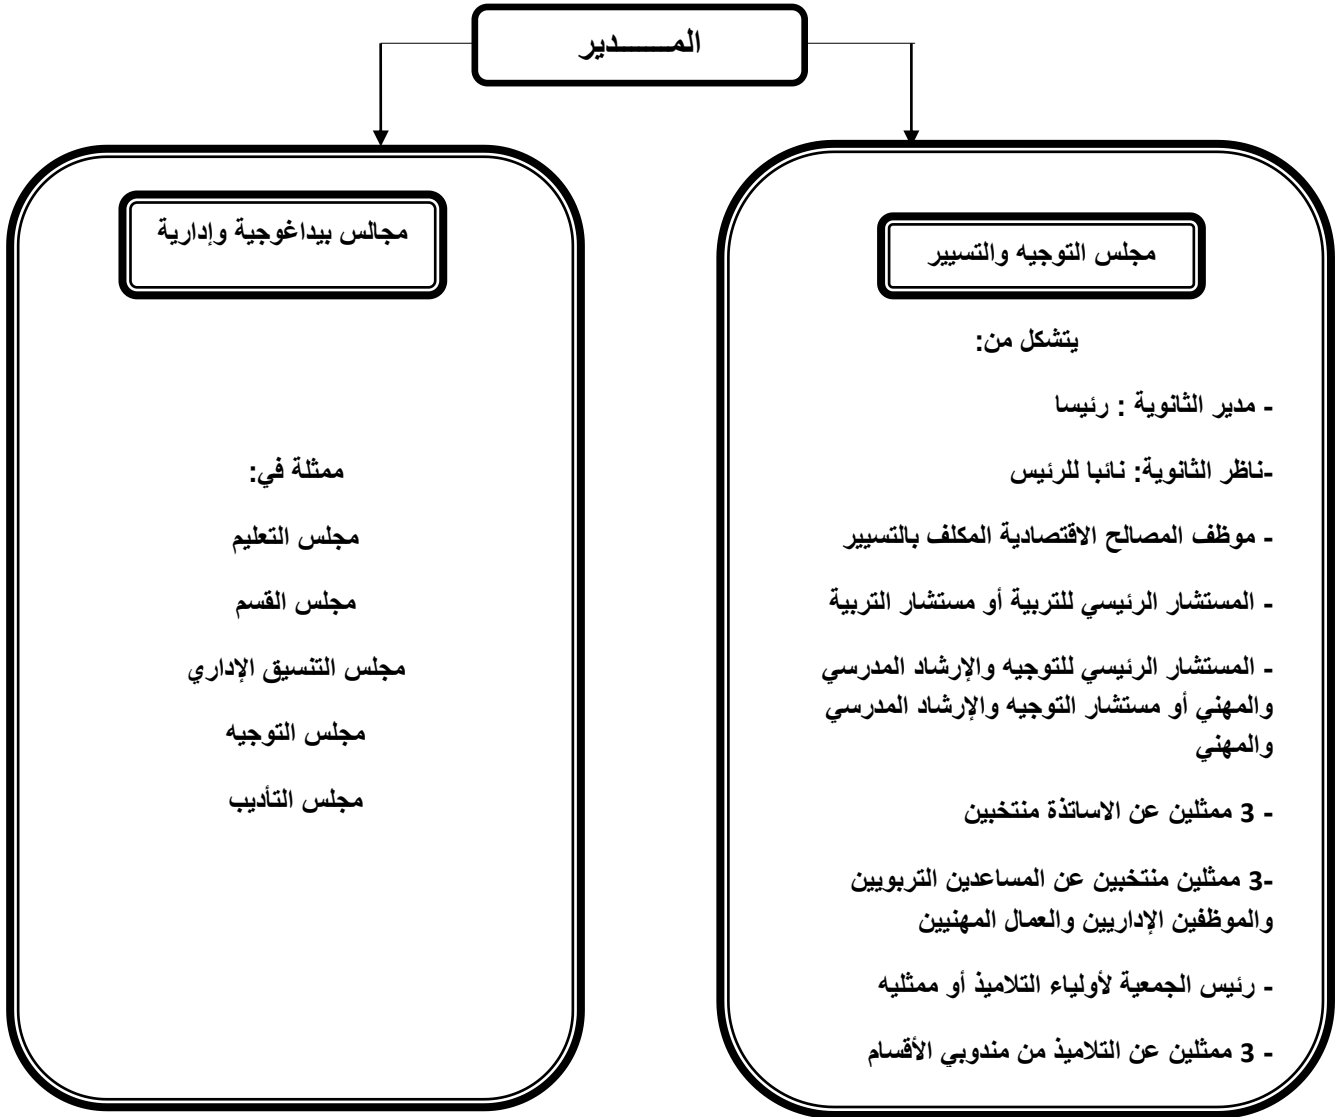 المـــــــدير
مجلس التوجيه والتسيير
يتشكل من:
- مدير الثانوية : رئيسا
-ناظر الثانوية: نائبا للرئيس
- موظف المصالح الاقتصادية المكلف بالتسيير
- المستشار الرئيسي للتربية أو مستشار التربية
- المستشار الرئيسي للتوجيه والإرشاد المدرسي
والمهني أو مستشار التوجيه والإرشاد المدرسي
والمهني
- 3 ممثلين عن الاساتذة منتخبين
-3 ممثلين منتخبين عن المساعدين التربويين
والموظفين الإداريين والعمال المهنيين
- رئيس الجمعية لأولياء التلاميذ أو ممثليه
- 3 ممثلين عن التلاميذ من مندوبي الأقسام
مجالس بيداغوجية وإدارية
ممثلة في:
مجلس التعليم
مجلس القسم
مجلس التنسيق الإداري
مجلس التوجيه
مجلس التأديب